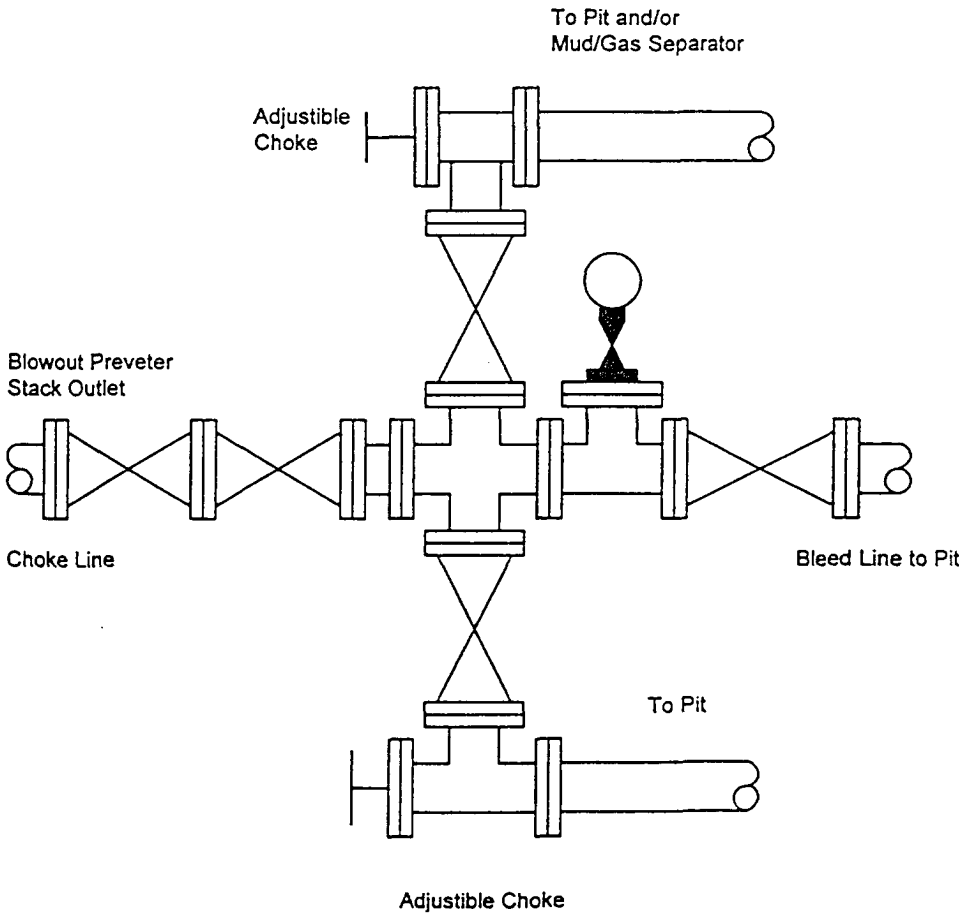 To Pit and/or
Mud/Gas Separator
Adjustible
Choke
Blowout Preveter
Stack Outlet
Choke Line
Bleed Line to Pit
To Pit
Adjustible Choke